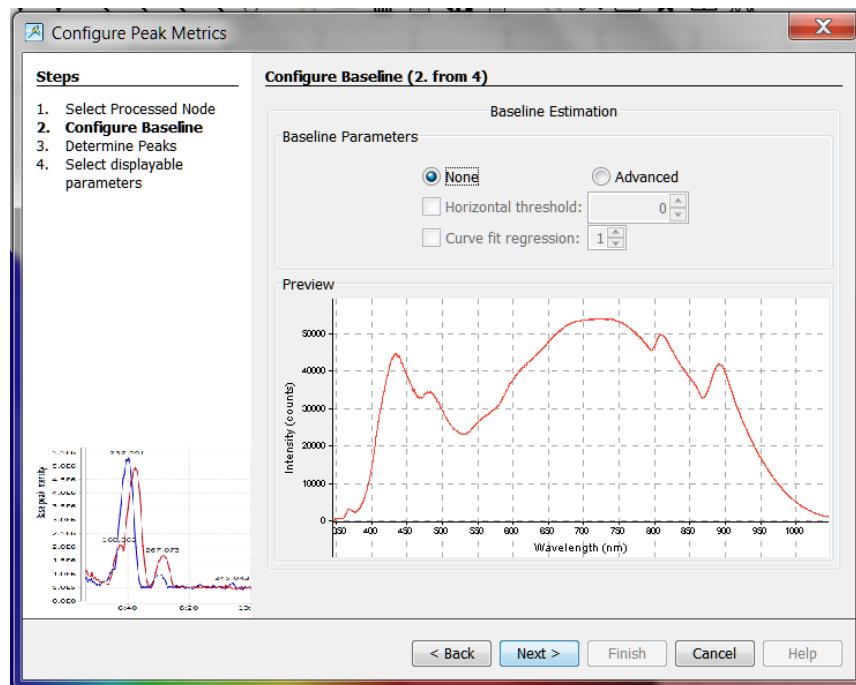 Configure Peak Metrics
Steps
1. Select Processed Node
2. Configure Baseline
3. Determine Peaks
4. Select displayable
parameters
Configure Baseline (2. from 4)
Baseline Estimation
Baseline Parameters
None
Advanced
Horizontal threshold: 0
Curve fit regression: 1
Preview
Intensity (counts)
50000
40000
30000
20000
10000
0
350 400 450 500 550 600 650 700 750 800 850 900 950 1000
Wavelength (nm)
267.073
< Back
Next >
Finish
Cancel
Help